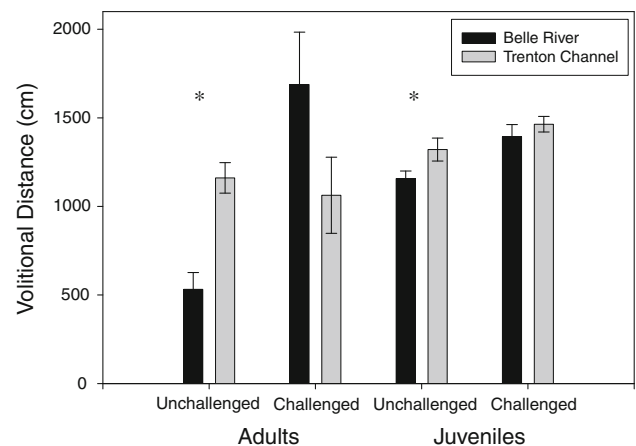 2000
1500
1000
500
0
Volitional Distance (cm)
Belle River
Trenton Channel
*
*
Unchallenged Challenged Unchallenged Challenged
Adults Juveniles